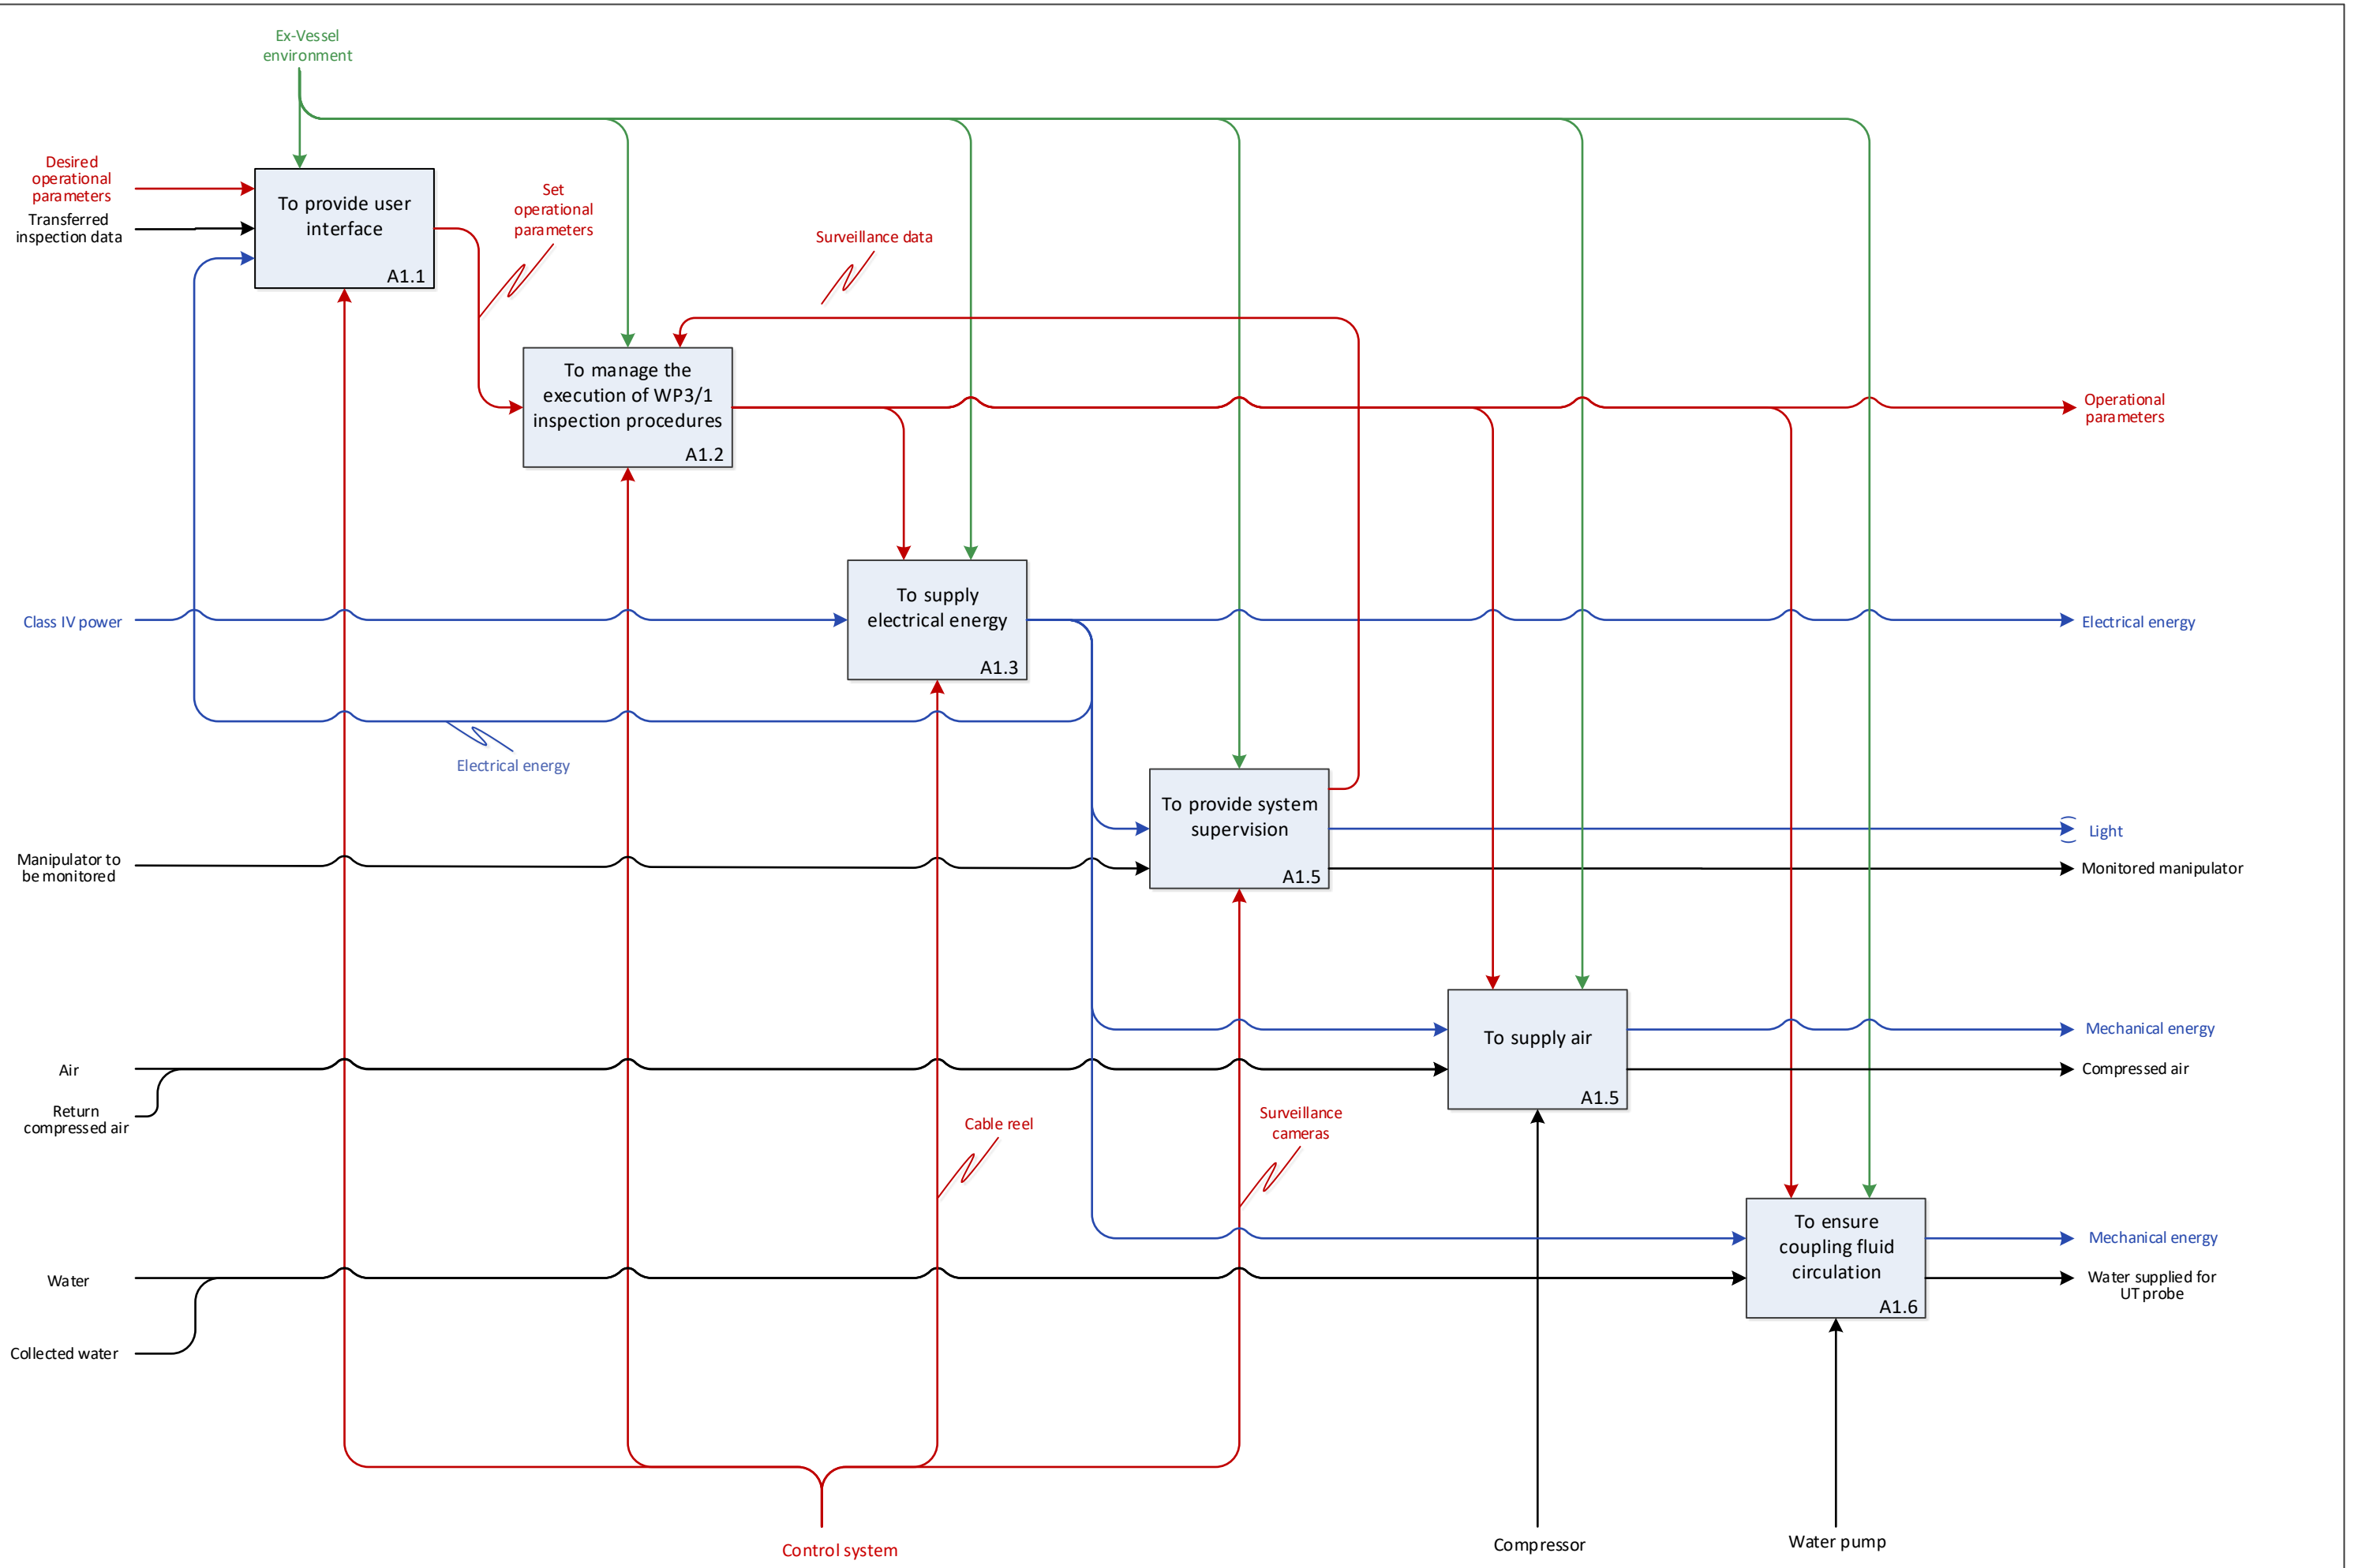 Ex-Vessel
environment
Desired
operational
parameters
Transferred
inspection data
To provide user
interface
A1.1
Set
operational
parameters
Surveillance data
To manage the
execution of WP3/1
inspection procedures
A1.2
Operational
parameters
Class IV power
To supply
electrical energy
A1.3
Electrical energy
Electrical energy
Manipulator to
be monitored
To provide system
supervision
A1.5
Light
Monitored manipulator
Air
Return
compressed air
To supply air
A1.5
Mechanical energy
Compressed air
Cable reel
Surveillance
cameras
Water
Collected water
To ensure
coupling fluid
circulation
A1.6
Mechanical energy
Water supplied for
UT probe
Control system
Compressor
Water pump